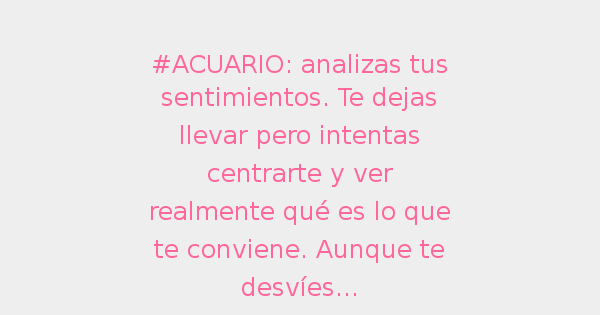 #ACUARIO: analizas tus
sentimientos. Te dejas
llevar pero intentas
centrarte y ver
realmente qué es lo que
te conviene. Aunque te
desvíes...